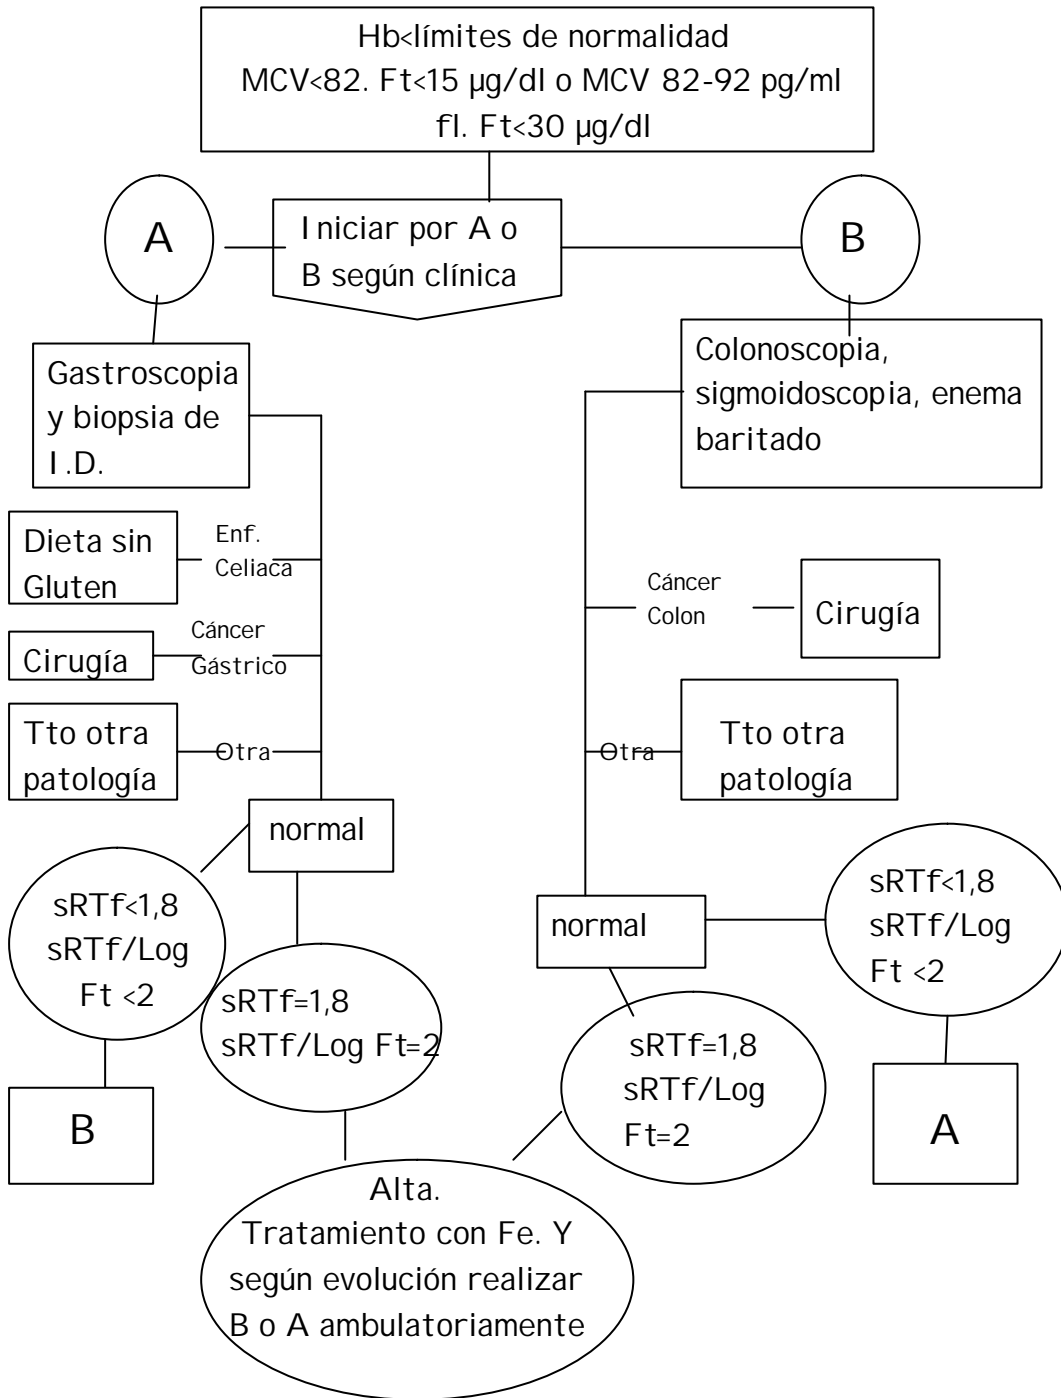 Hb<límites de normalidad
MCV<82. Ft<15 µg/dl o MCV 82-92 pg/ml
fl. Ft<30 µg/dl
A
Iniciar por A o
B según clínica
B
Gastroscopia
y biopsia de
I.D.
Colonoscopia,
sigmoidoscopia, enema
baritado
Dieta sin
Gluten
Enf.
Celiaca
Cirugía
Cáncer
Gástrico
Tto otra
patología
Otra
normal
Cáncer
Colon
Cirugía
Otra
Tto otra
patología
normal
sRTf<1,8
sRTf/Log
Ft <2
sRTf=1,8
sRTf/Log Ft=2
sRTf=1,8
sRTf/Log
Ft=2
sRTf<1,8
sRTf/Log
Ft <2
B
A
Alta.
Tratamiento con Fe. Y
según evolución realizar
B o A ambulatoriamente